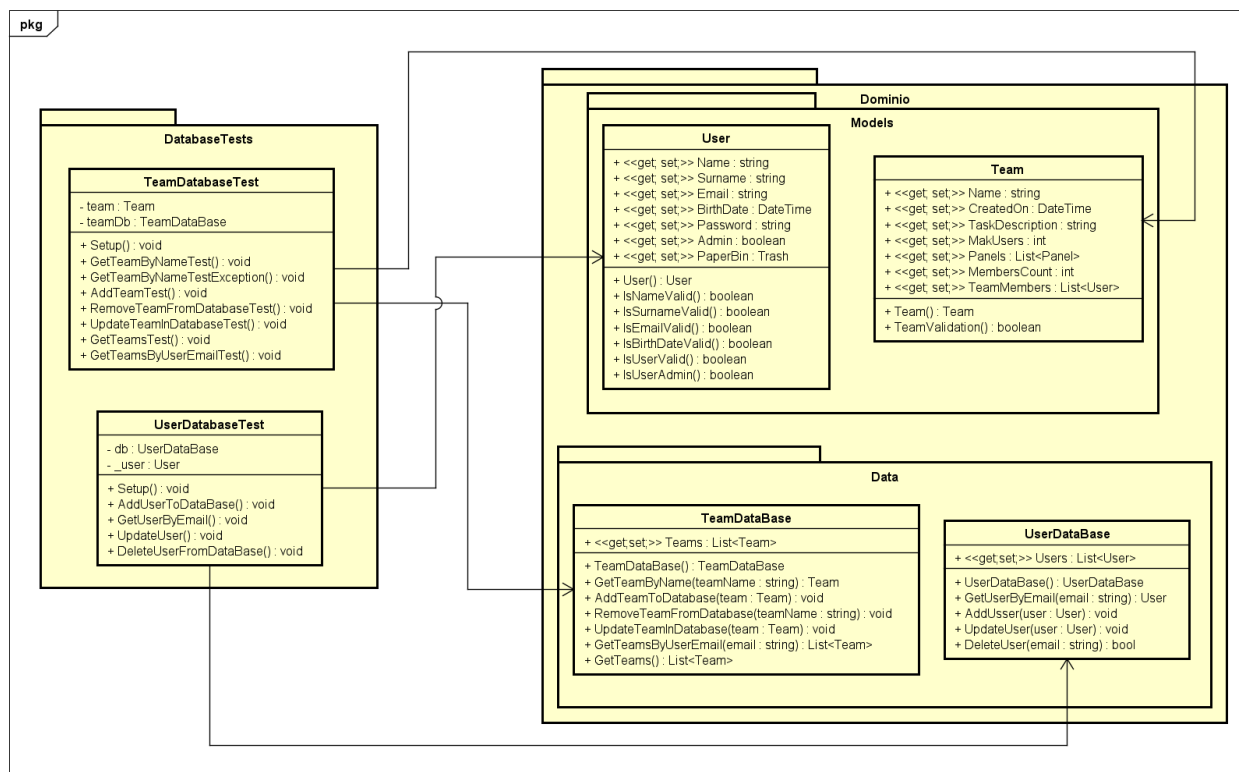 pkg
DatabaseTests
TeamDatabaseTest
- team : Team
- teamDb : TeamDataBase
+ Setup() : void
+ GetTeamByNameTest() : void
+ GetTeamByNameTestException() : void
+ AddTeamTest() : void
+ RemoveTeamFromDatabaseTest() : void
+ UpdateTeamInDatabaseTest() : void
+ GetTeamsTest() : void
+ GetTeamsByUserEmailTest() : void
UserDatabaseTest
- db : UserDataBase
- _user : User
+ Setup() : void
+ AddUserToDataBase() : void
+ GetUserByEmail() : void
+ UpdateUser() : void
+ DeleteUserFromDataBase() : void
Dominio
Models
User
+ <<get; set;>> Name : string
+ <<get; set;>> Surname : string
+ <<get; set;>> Email : string
+ <<get; set;>> BirthDate : DateTime
+ <<get; set;>> Password : string
+ <<get; set;>> Admin : boolean
+ <<get; set;>> PaperBin : Trash
+ User() : User
+ IsNameValid() : boolean
+ IsSurnameValid() : boolean
+ IsEmailValid() : boolean
+ IsBirthDateValid() : boolean
+ IsUserValid() : boolean
+ IsUserAdmin() : boolean
Team
+ <<get; set;>> Name : string
+ <<get; set;>> CreatedOn : DateTime
+ <<get; set;>> TaskDescription : string
+ <<get; set;>> MakUsers : int
+ <<get; set;>> Panels : List<Panel>
+ <<get; set;>> MembersCount : int
+ <<get; set;>> TeamMembers : List<User>
+ Team() : Team
+ TeamValidation() : boolean
Data
TeamDataBase
+ <<get;set;>> Teams : List<Team>
+ TeamDataBase() : TeamDataBase
+ GetTeamByName(teamName : string) : Team
+ AddTeamToDatabase(team : Team) : void
+ RemoveTeamFromDatabase(teamName : string) : void
+ UpdateTeamInDatabase(team : Team) : void
+ GetTeamsByUserEmail(email : string) : List<Team>
+ GetTeams() : List<Team>
UserDataBase
+ <<get;set;>> Users : List<User>
+ UserDataBase() : UserDataBase
+ GetUserByEmail(email : string) : User
+ AddUsser(user : User) : void
+ UpdateUser(user : User) : void
+ DeleteUser(email : string) : bool